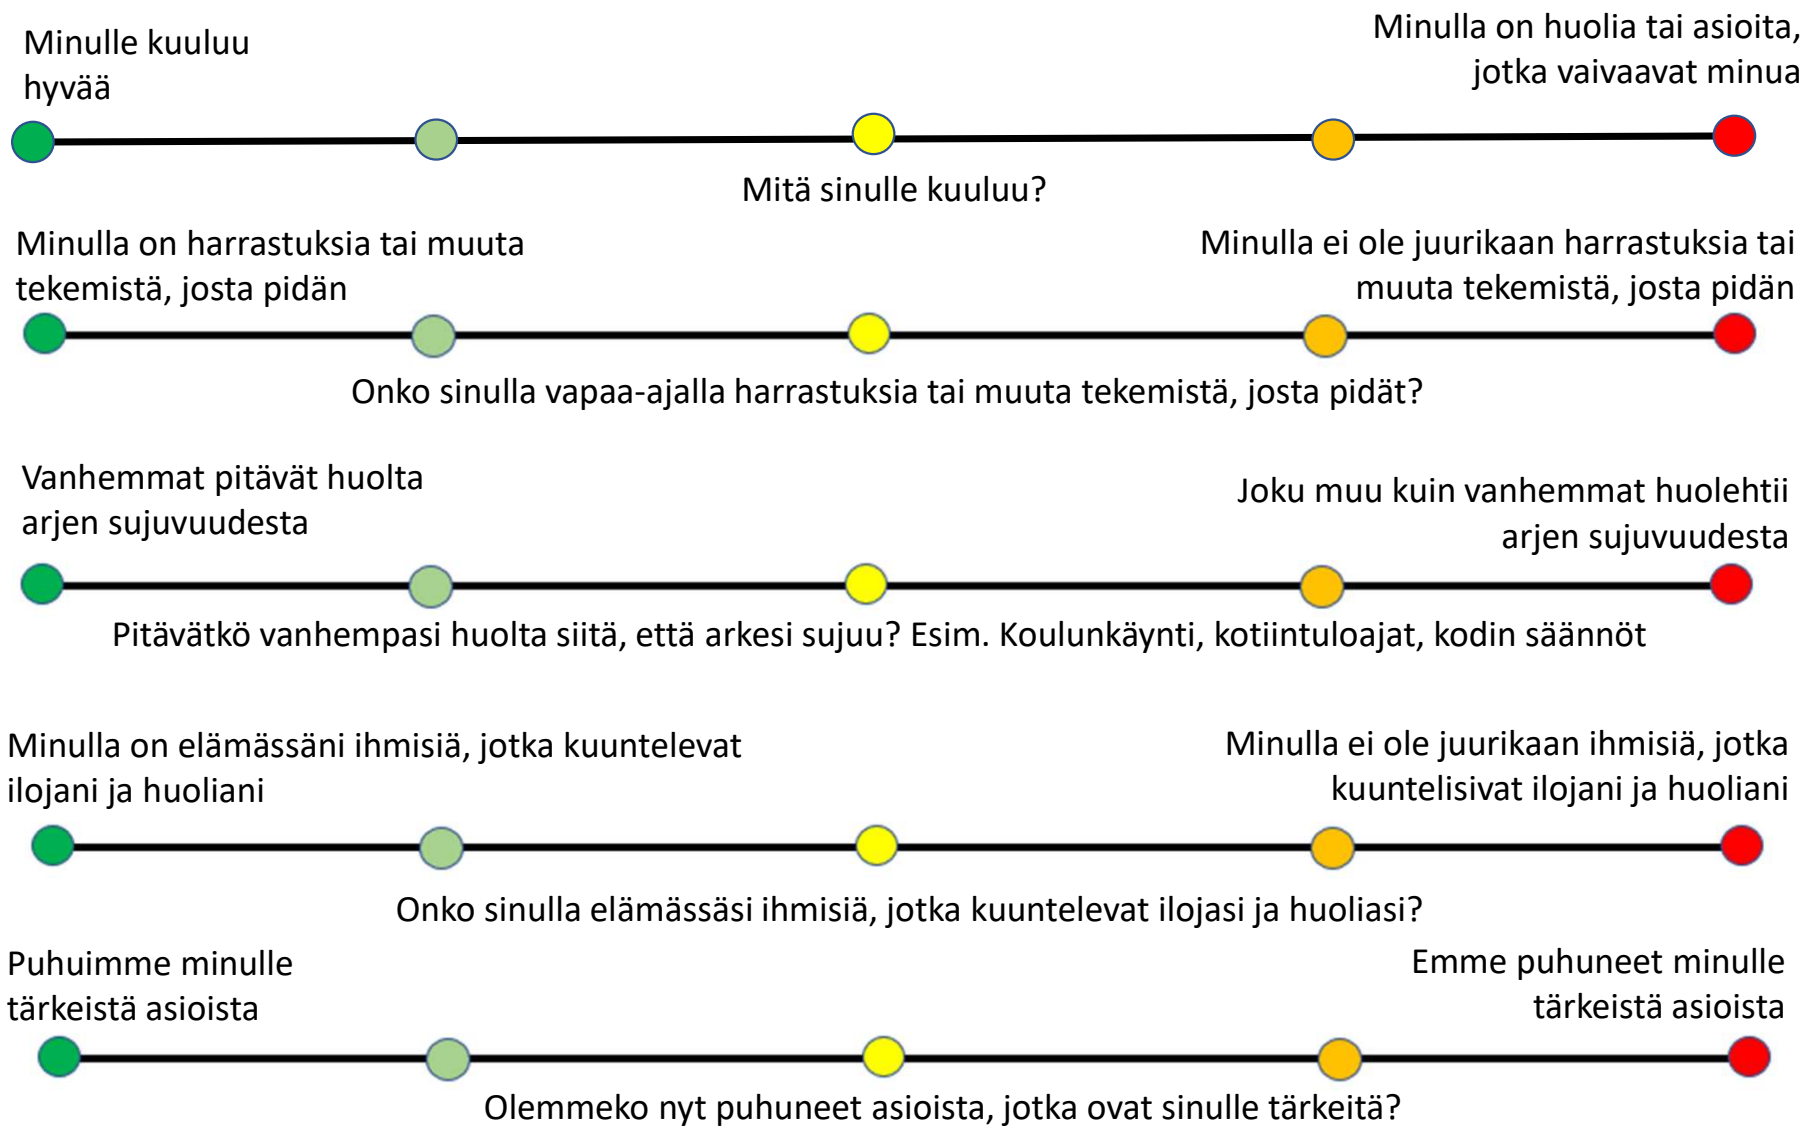 Minulle kuuluu
hyvää
Minulla on huolia tai asioita,
jotka vaivaavat minua
Mitä sinulle kuuluu?
Minulla on harrastuksia tai muuta
tekemistä, josta pidän
Minulla ei ole juurikaan harrastuksia tai
muuta tekemistä, josta pidän
Onko sinulla vapaa-ajalla harrastuksia tai muuta tekemistä, josta pidät?
Vanhemmat pitävät huolta
arjen sujuvuudesta
Joku muu kuin vanhemmat huolehtii
arjen sujuvuudesta
Pitävätkö vanhempasi huolta siitä, että arkesi sujuu? Esim. Koulunkäynti, kotiintuloajat, kodin säännöt
Minulla on elämässäni ihmisiä, jotka kuuntelevat
ilojani ja huoliani
Minulla ei ole juurikaan ihmisiä, jotka
kuuntelisivat ilojani ja huoliani
Onko sinulla elämässäsi ihmisiä, jotka kuuntelevat ilojasi ja huoliasi?
Puhuimme minulle
tärkeistä asioista
Emme puhuneet minulle
tärkeistä asioista
Olemmeko nyt puhuneet asioista, jotka ovat sinulle tärkeitä?